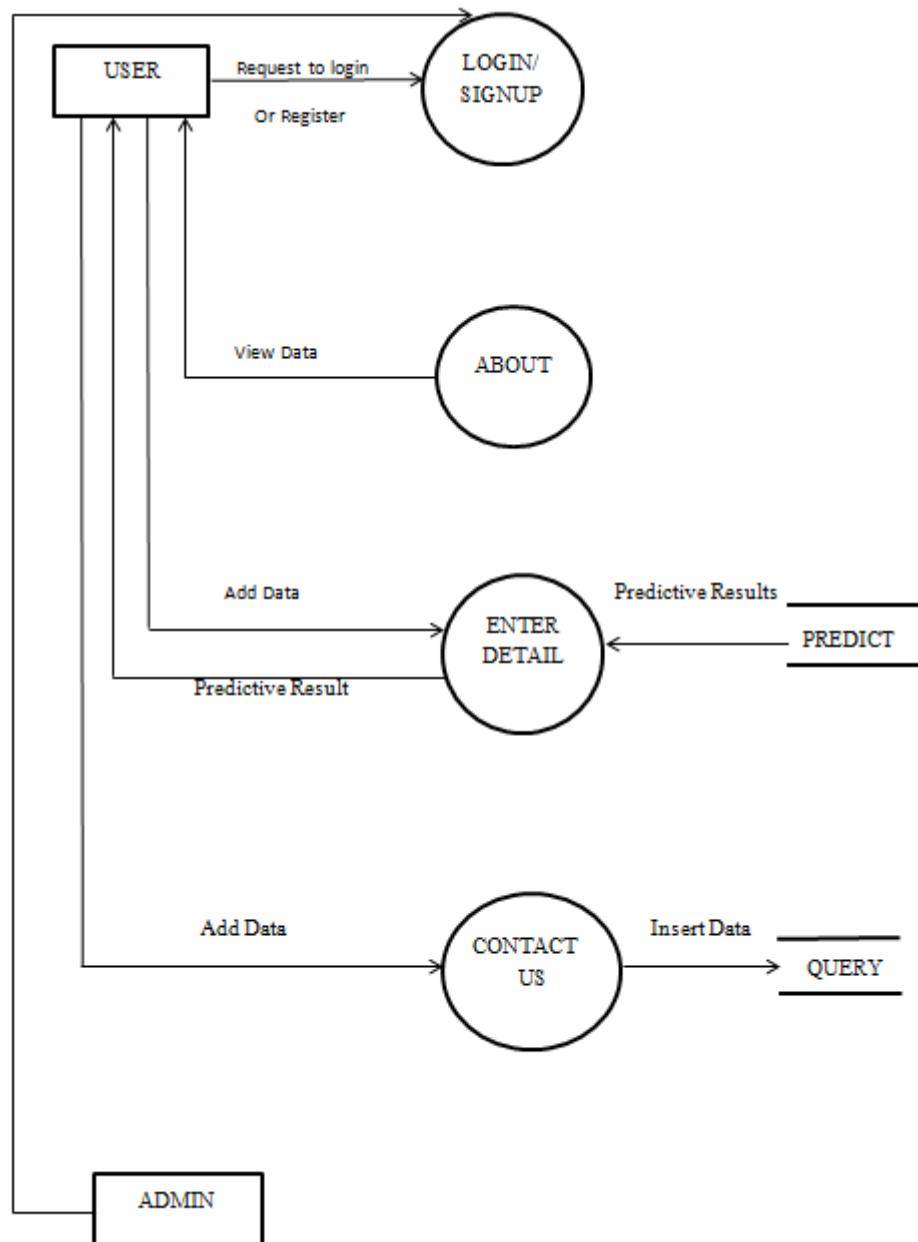 USER
Request to login
Or Register
LOGIN/
SIGNUP
View Data
ABOUT
Add Data
ENTER
DETAIL
Predictive Results
PREDICT
Predictive Result
Add Data
CONTACT
US
Insert Data
QUERY
ADMIN